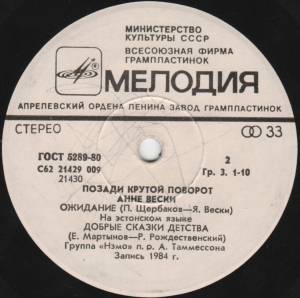 МИНИСТЕРСТВО
КУЛЬТУРЫ СССР
ВСЕСОЮЗНАЯ ФИРМА
ГРАМПЛАСТИНОК
МЕЛОДИЯ
АПРЕЛЕВСКИЙ ОРДЕНА ЛЕНИНА ЗАВОД ГРАМПЛАСТИНОК
СТЕРЕО 33
ГОСТ 5289-80 2
С62 21429 009 Гр. 3. 1-10
21430
ПОЗАДИ КРУТОЙ ПОВОРОТ
АННЕ ВЕСКИ
ОЖИДАНИЕ (П. Щербаков—Я. Вески)
На эстонском языке
ДОБРЫЕ СКАЗКИ ДЕТСТВА
(Е. Мартынов—Р. Рождественский)
Группа «Нэмо» п/р А. Таммессона
Запись 1984 г.